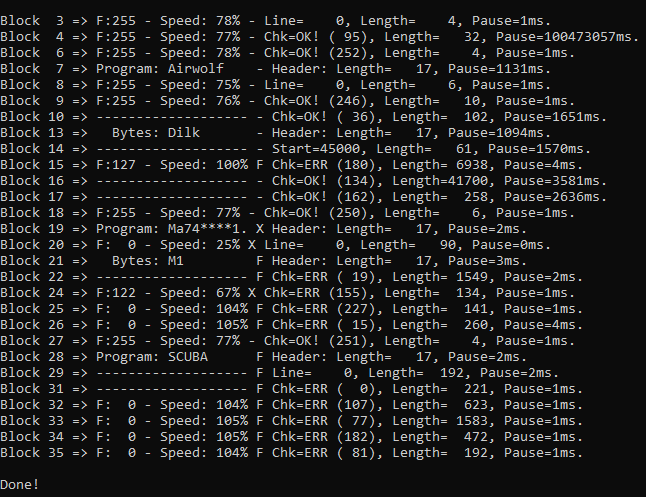 Block  3 => F:255 - Speed: 78% - Line=    0, Length=    4, Pause=1ms.
Block  4 => F:255 - Speed: 77% - Chk=OK! ( 95), Length=   32, Pause=100473057ms.
Block  6 => F:255 - Speed: 78% - Chk=OK! (252), Length=    4, Pause=1ms.
Block  7 => Program: Airwolf    - Header: Length=   17, Pause=1131ms.
Block  8 => F:255 - Speed: 75% - Line=    0, Length=    6, Pause=1ms.
Block  9 => F:255 - Speed: 76% - Chk=OK! (246), Length=   10, Pause=1ms.
Block 10 => ------------------- - Chk=OK! ( 36), Length=  102, Pause=1651ms.
Block 13 =>   Bytes: Dilk       - Header: Length=   17, Pause=1094ms.
Block 14 => ------------------- - Start=45000, Length=   61, Pause=1570ms.
Block 15 => F:127 - Speed: 100% F Chk=ERR (180), Length= 6938, Pause=4ms.
Block 16 => ------------------- - Chk=OK! (134), Length=41700, Pause=3581ms.
Block 17 => ------------------- - Chk=OK! (162), Length=  258, Pause=2636ms.
Block 18 => F:255 - Speed: 77% - Chk=OK! (250), Length=    6, Pause=1ms.
Block 19 => Program: Ma74****1. X Header: Length=   17, Pause=2ms.
Block 20 => F:  0 - Speed: 25% X Line=    0, Length=   90, Pause=0ms.
Block 21 =>   Bytes: M1         F Header: Length=   17, Pause=3ms.
Block 22 => ------------------- F Chk=ERR ( 19), Length= 1549, Pause=2ms.
Block 24 => F:122 - Speed: 67% X Chk=ERR (155), Length=  134, Pause=1ms.
Block 25 => F:  0 - Speed: 104% F Chk=ERR (227), Length=  141, Pause=1ms.
Block 26 => F:  0 - Speed: 105% F Chk=ERR ( 15), Length=  260, Pause=4ms.
Block 27 => F:255 - Speed: 77% - Chk=OK! (251), Length=    4, Pause=1ms.
Block 28 => Program: SCUBA      F Header: Length=   17, Pause=2ms.
Block 29 => ------------------- F Line=    0, Length=  192, Pause=2ms.
Block 31 => ------------------- F Chk=ERR (  0), Length=  221, Pause=1ms.
Block 32 => F:  0 - Speed: 104% F Chk=ERR (107), Length=  623, Pause=1ms.
Block 33 => F:  0 - Speed: 105% F Chk=ERR ( 77), Length= 1583, Pause=1ms.
Block 34 => F:  0 - Speed: 105% F Chk=ERR (182), Length=  472, Pause=1ms.
Block 35 => F:  0 - Speed: 104% F Chk=ERR ( 81), Length=  192, Pause=1ms.
Done!